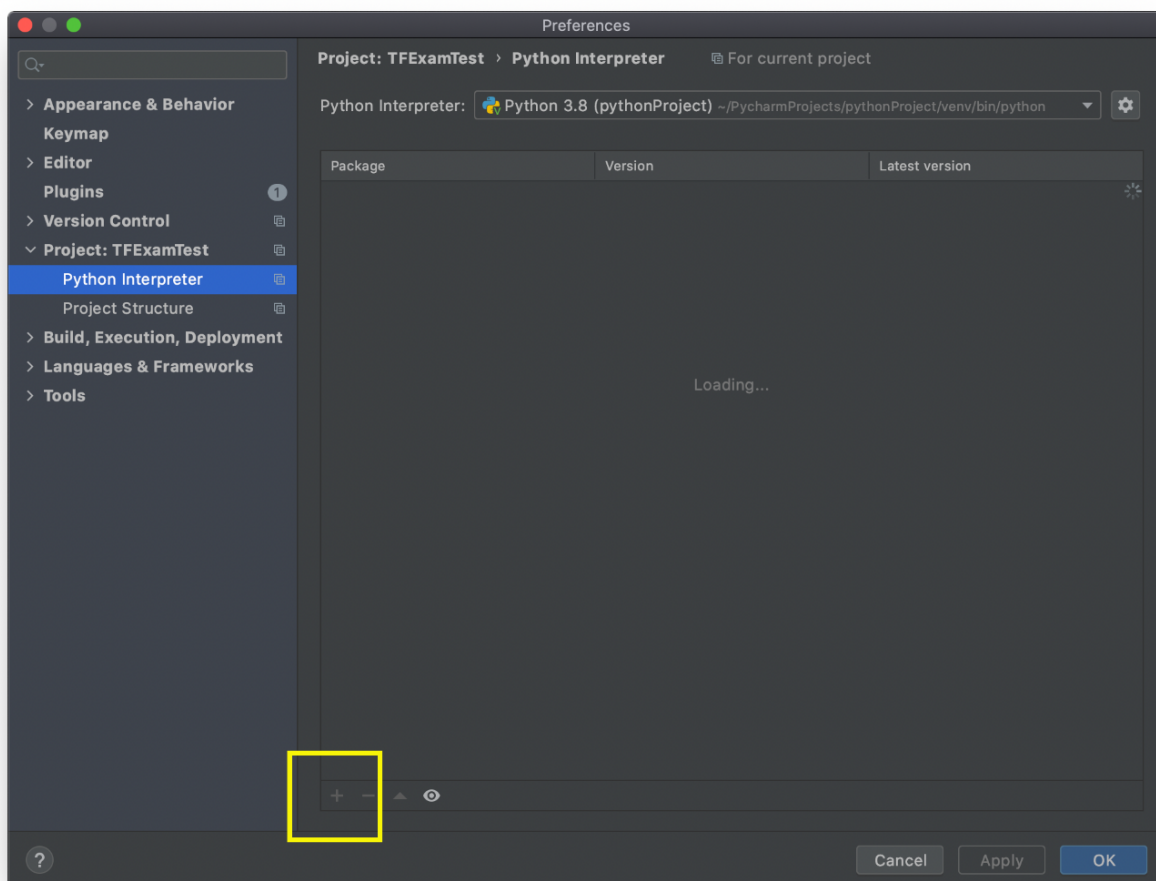 Preferences
Project: TFExamTest › Python Interpreter For current project
Appearance & Behavior
Python Interpreter: Python 3.8 (pythonProject) ~/PycharmProjects/pythonProject/venv/bin/python
Keymap
Editor
Package Version Latest version
Plugins 1
Version Control
Project: TFExamTest
Python Interpreter
Project Structure
Build, Execution, Deployment
Languages & Frameworks
Loading...
Tools
+ −
? Cancel Apply OK